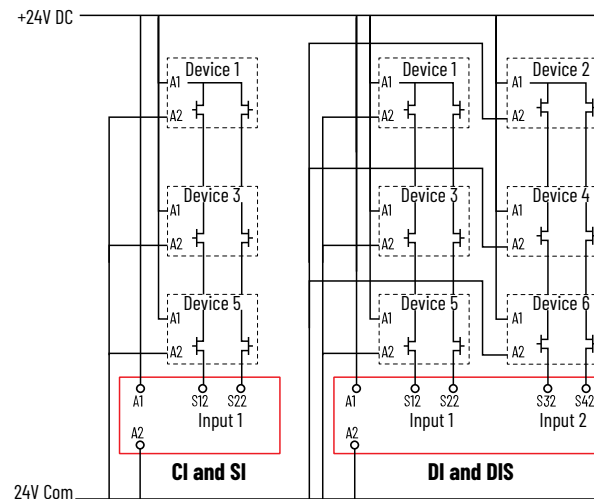 +24V DC
Device 1 Device 1 Device 2
A1 A1 A1
A2 A2 A2
Device 3 Device 3 Device 4
A1 A1 A1
A2 A2 A2
Device 5 Device 5 Device 6
A1 A1 A1
A2 A2 A2
A1 S12 S22 A1 S12 S22 S32 S42
Input 1 Input 1 Input 2
A2 A2
CI and SI DI and DIS
24V Com